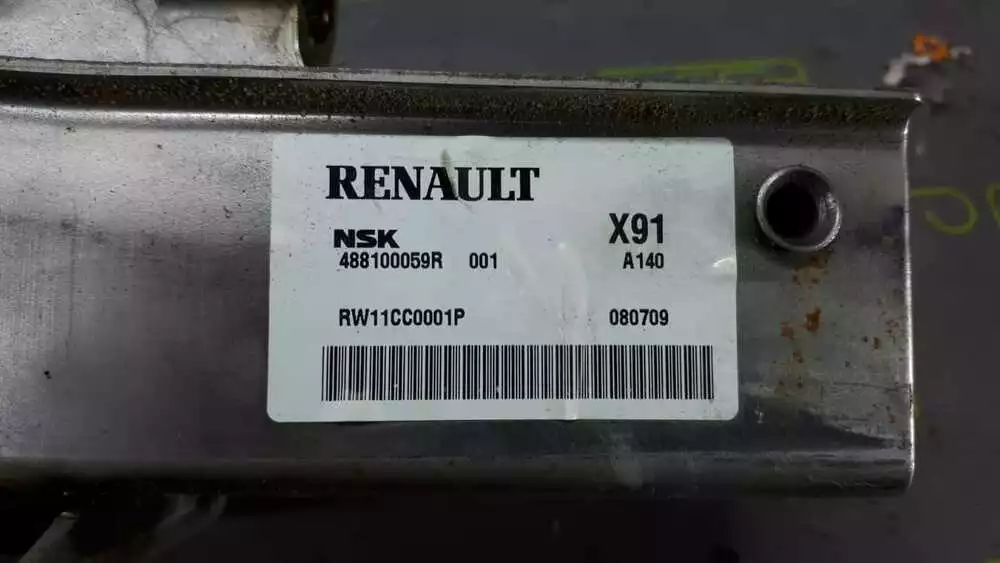 RENAULT
NSK X91
488100059R 001 A140
RW11CC0001P 080709